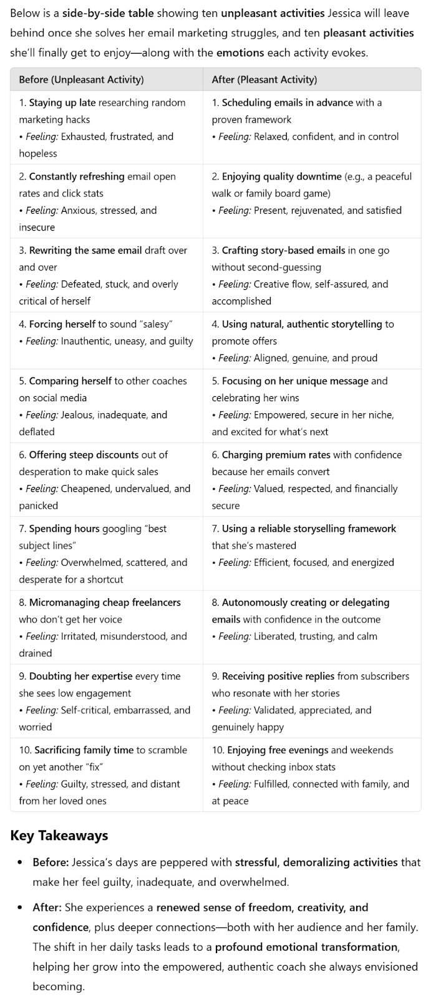 Below is a side-by-side table showing ten unpleasant activities Jessica will leave
behind once she solves her email marketing struggles, and ten pleasant activities
she'll finally get to enjoy—along with the emotions each activity evokes.
Before (Unpleasant Activity)
After (Pleasant Activity)
1. Staying up late researching random
marketing hacks
• Feeling: Exhausted, frustrated, and
hopeless
1. Scheduling emails in advance with a
proven framework
• Feeling: Relaxed, confident, and in control
2. Constantly refreshing email open
rates and click stats
• Feeling: Anxious, stressed, and
insecure
2. Enjoying quality downtime (e.g., a peaceful
walk or family board game)
• Feeling: Present, rejuvenated, and satisfied
3. Rewriting the same email draft over
and over
• Feeling: Defeated, stuck, and overly
critical of herself
3. Crafting story-based emails in one go
without second-guessing
• Feeling: Creative flow, self-assured, and
accomplished
4. Forcing herself to sound “salesy”
• Feeling: Inauthentic, uneasy, and guilty
4. Using natural, authentic storytelling to
promote offers
• Feeling: Aligned, genuine, and proud
5. Comparing herself to other coaches
on social media
• Feeling: Jealous, inadequate, and
deflated
5. Focusing on her unique message and
celebrating her wins
• Feeling: Empowered, secure in her niche,
and excited for what's next
6. Offering steep discounts out of
desperation to make quick sales
• Feeling: Cheapened, undervalued, and
panicked
6. Charging premium rates with confidence
because her emails convert
• Feeling: Valued, respected, and financially
secure
7. Spending hours googling “best
subject lines”
• Feeling: Overwhelmed, scattered, and
desperate for a shortcut
7. Using a reliable storyselling framework
that she's mastered
• Feeling: Efficient, focused, and energized
8. Micromanaging cheap freelancers
who don't get her voice
• Feeling: Irritated, misunderstood, and
drained
8. Autonomously creating or delegating
emails with confidence in the outcome
• Feeling: Liberated, trusting, and calm
9. Doubting her expertise every time
she sees low engagement
• Feeling: Self-critical, embarrassed, and
worried
9. Receiving positive replies from subscribers
who resonate with her stories
• Feeling: Validated, appreciated, and
genuinely happy
10. Sacrificing family time to scramble
on yet another “fix”
• Feeling: Guilty, stressed, and distant
from her loved ones
10. Enjoying free evenings and weekends
without checking inbox stats
• Feeling: Fulfilled, connected with family, and
at peace
Key Takeaways
• Before: Jessica's days are peppered with stressful, demoralizing activities that
make her feel guilty, inadequate, and overwhelmed.
• After: She experiences a renewed sense of freedom, creativity, and
confidence, plus deeper connections—both with her audience and her family.
The shift in her daily tasks leads to a profound emotional transformation,
helping her grow into the empowered, authentic coach she always envisioned
becoming.